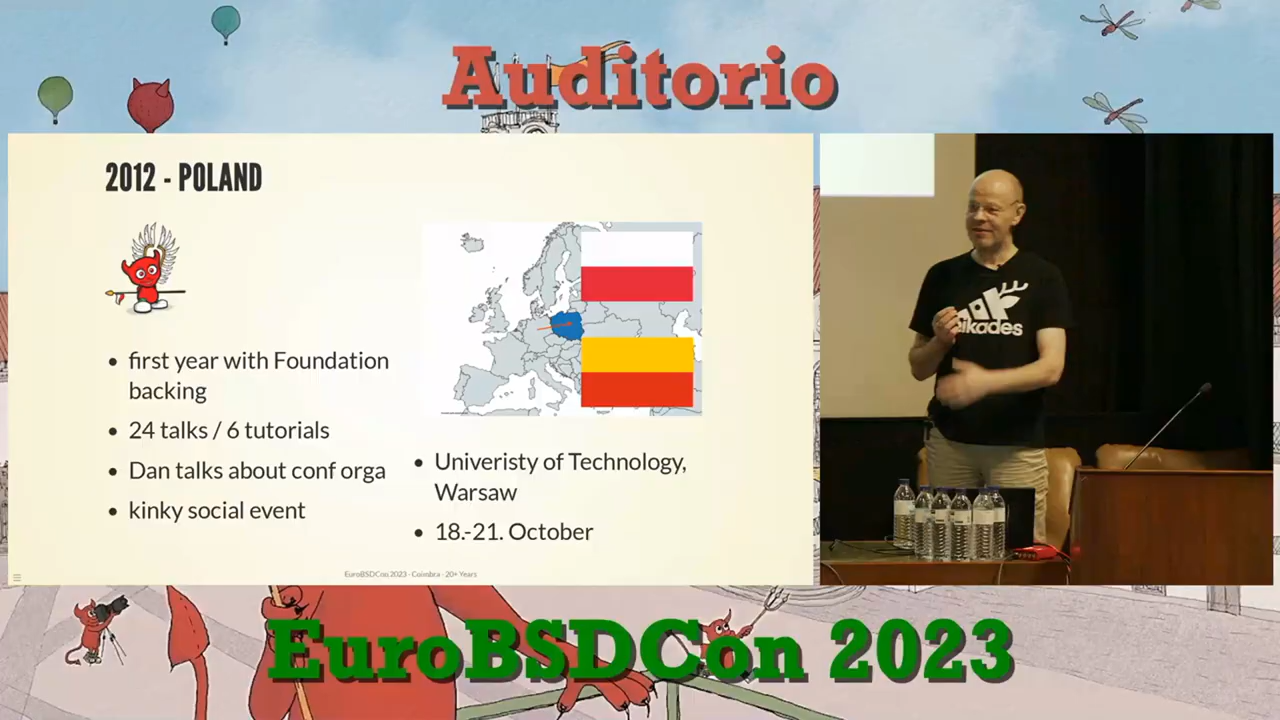 Auditorio
2012 - POLAND
first year with Foundation
backing
24 talks / 6 tutorials
Dan talks about conf orga
kinky social event
Univeristy of Technology,
Warsaw
18.-21. October
EuroBSDCon 2023 - Coimbra - 20+ Years
aikades
EuroBSDCon 2023